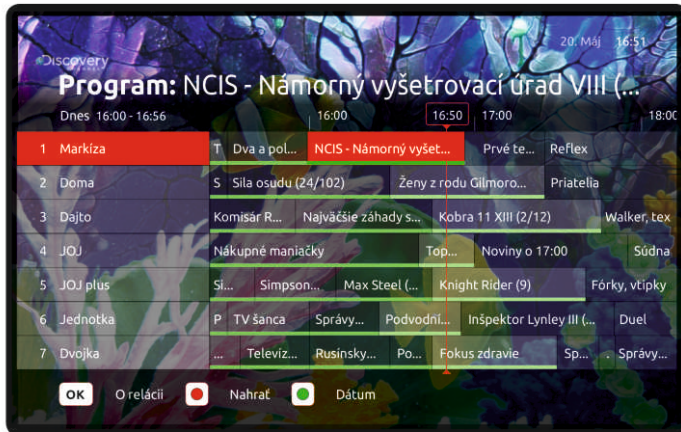 20. Máj 16:51
Discovery
CHANNEL
Program: NCIS - Námorný vyšetrovací úrad VIII (...
Dnes 16:00 - 16:56 16:00 16:50 17:00 18:00
1 Markíza T Dva a pol... NCIS - Námorný vyšet... Prvé te... Reflex
2 Doma S Sila osudu (24/102) Ženy z rodu Gilmoro... Priatelia
3 Dajto Komisár R... Najväčšie záhady s... Kobra 11 XIII (2/12) Walker, tex
4 JOJ Nákupné maniačky Top... Noviny o 17:00 Súdna
5 JOJ plus Si... Simpson... Max Steel (... Knight Rider (9) Fórky, vtipky
6 Jednotka P TV šanca Správy... Podvodní... Inšpektor Lynley III (... Duel
7 Dvojka ... Televíz... Rusínsky... Po... Fokus zdravie Sp... . Správy...
OK O relácii Nahrať Dátum